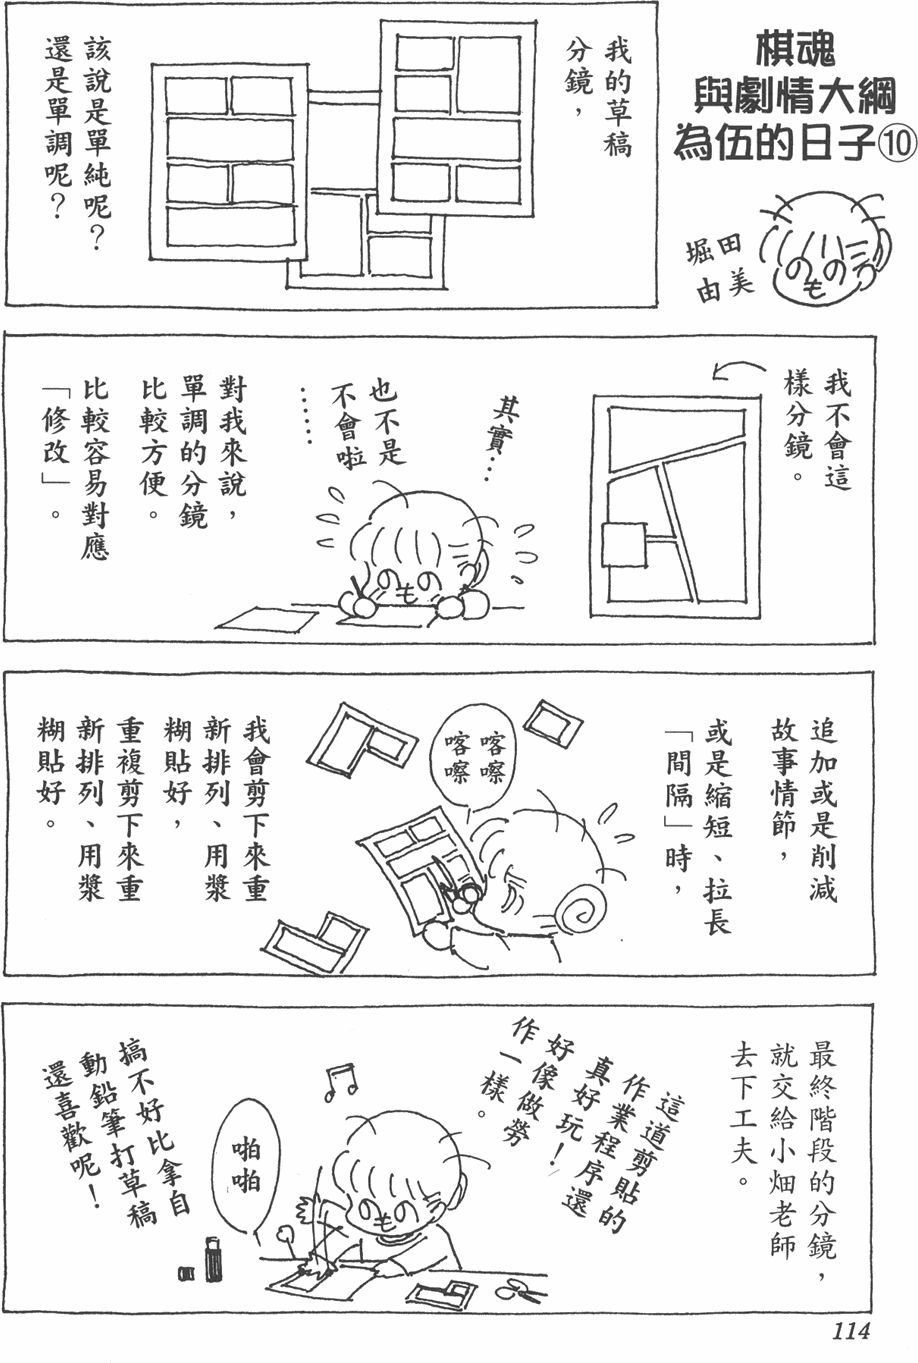 棋魂
與劇情大綱
為伍的日子⑩
堀田
由美
我的草稿
分鏡，
該說是單純呢？
還是單調呢？
我不會這
樣分鏡。
其實…
也不是
不會啦
……
對我來說，
單調的分鏡
比較方便。
比較容易對應
「修改」。
追加或是削減
故事情節，
或是縮短、拉長
「間隔」時，
喀嚓
喀嚓
我會剪下來重
新排列、用漿
糊貼好，
重複剪下來重
新排列、用漿
糊貼好。
最終階段的分鏡，
就交給小畑老師
去下工夫。
這道剪貼的
作業程序還
真好玩！
好像做勞
作一樣。
啪啪
搞不好比拿自
動鉛筆打草稿
還喜歡呢！
114